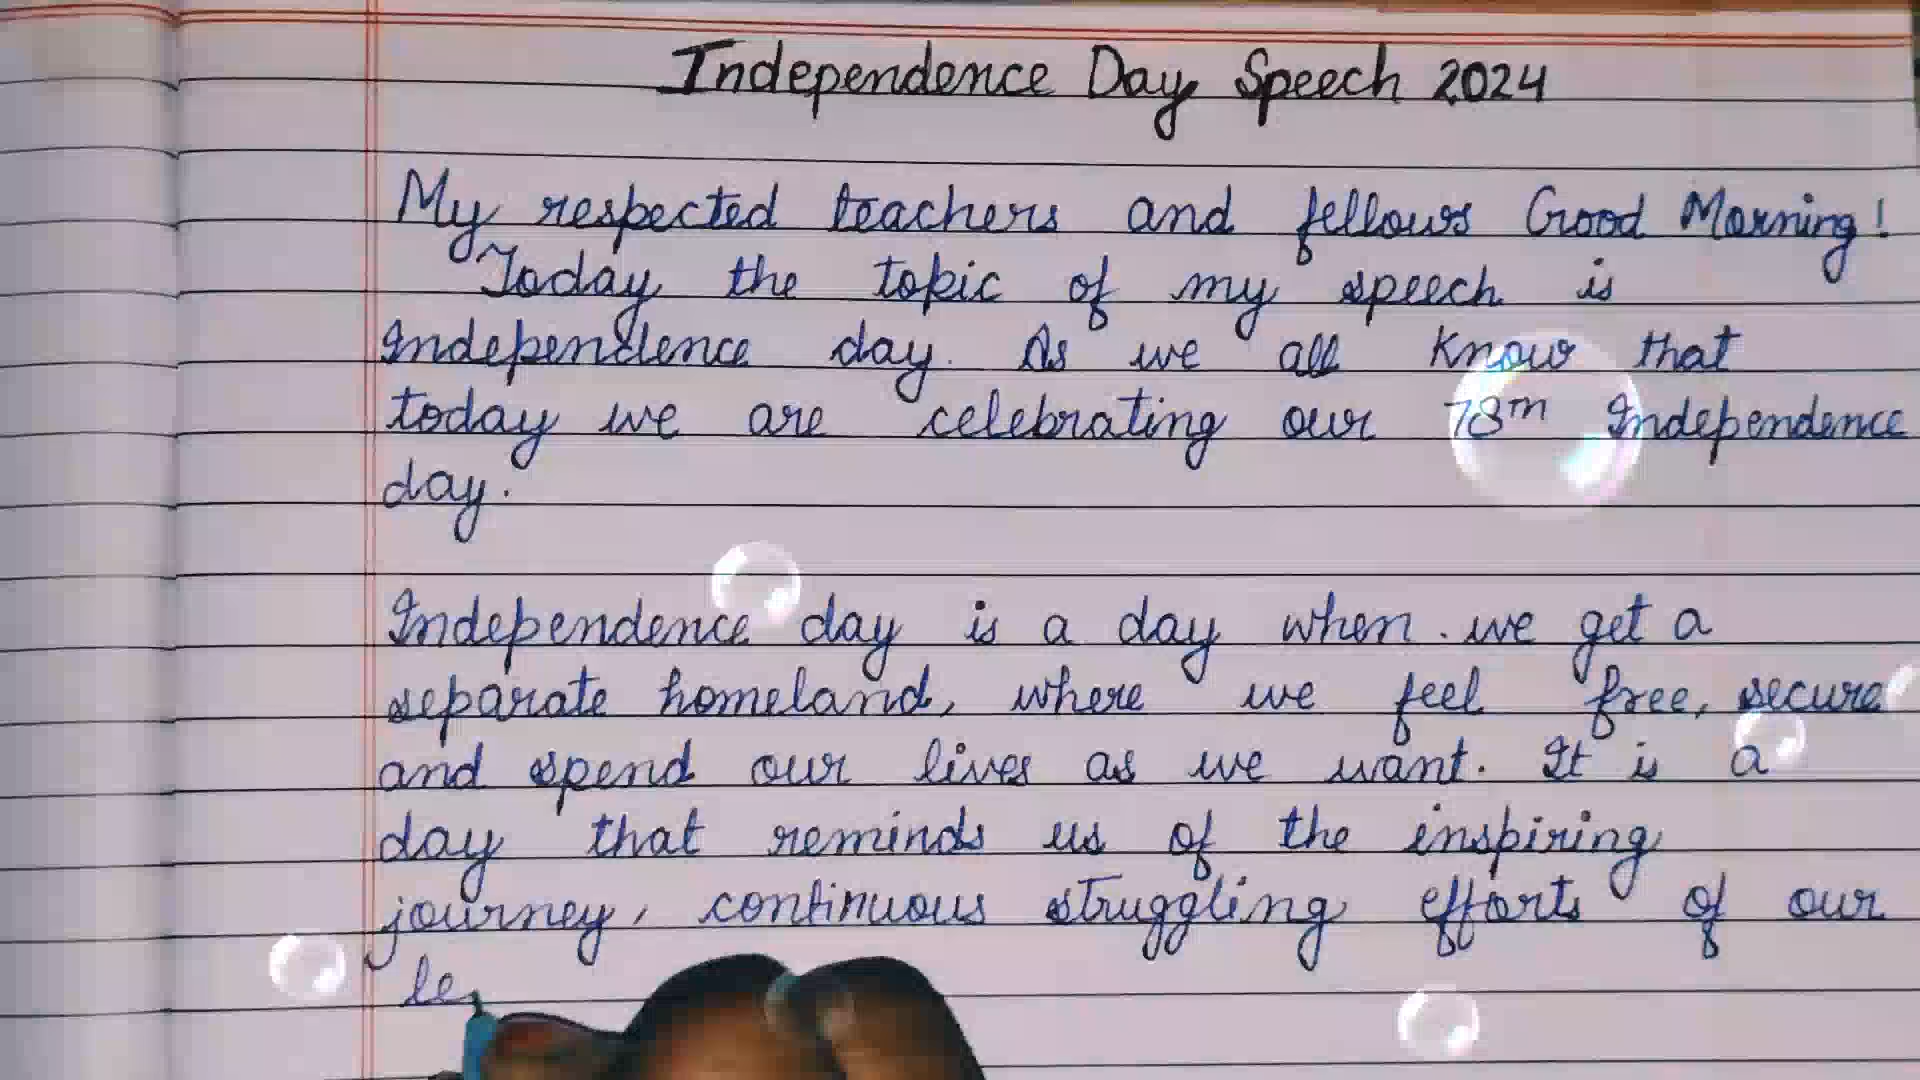 Independence Day Speech 2024
My respected teachers and fellows Good Morning!
Today the topic of my speech is
Independence day. As we all know that
today we are celebrating our 78th Independence
day.
Independence day is a day when. we get a
separate homeland, where we feel free, secure
and spend our lives as we want. It is a
day that reminds us of the inspiring
journey, continuous struggling efforts of our